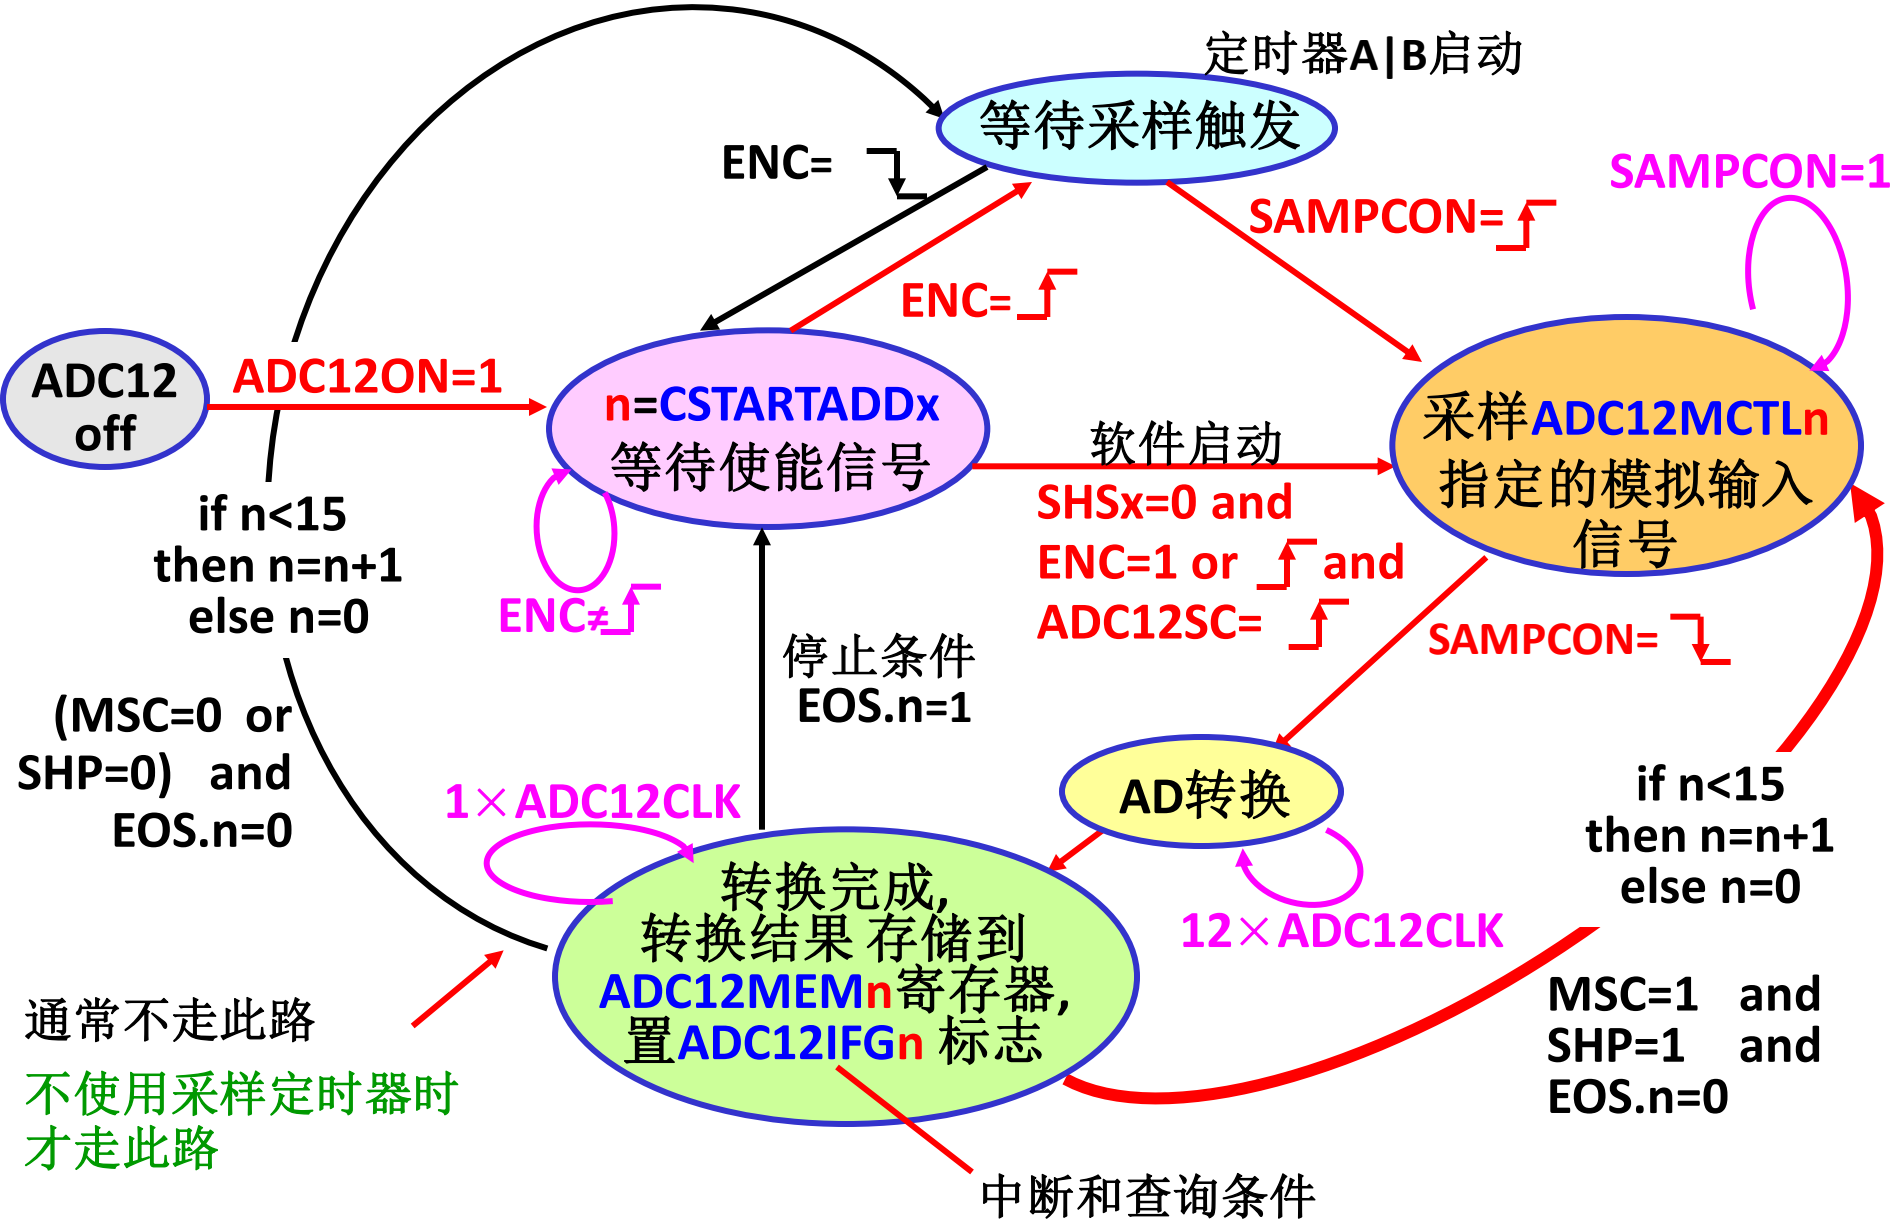 定时器A|B启动
等待采样触发
ENC=
SAMPCON=1
SAMPCON=
ENC=
ADC12
off
ADC12ON=1
n=CSTARTADDx
等待使能信号
软件启动
SHSx=0 and
ENC=1 or and
ADC12SC=
采样ADC12MCTLn
指定的模拟输入
信号
if n<15
then n=n+1
else n=0
ENC≠
停止条件
EOS.n=1
SAMPCON=
(MSC=0 or
SHP=0) and
EOS.n=0
1×ADC12CLK
AD转换
12×ADC12CLK
if n<15
then n=n+1
else n=0
转换完成,
转换结果 存储到
ADC12MEMn寄存器,
置ADC12IFGn 标志
MSC=1 and
SHP=1 and
EOS.n=0
通常不走此路
不使用采样定时器时
才走此路
中断和查询条件